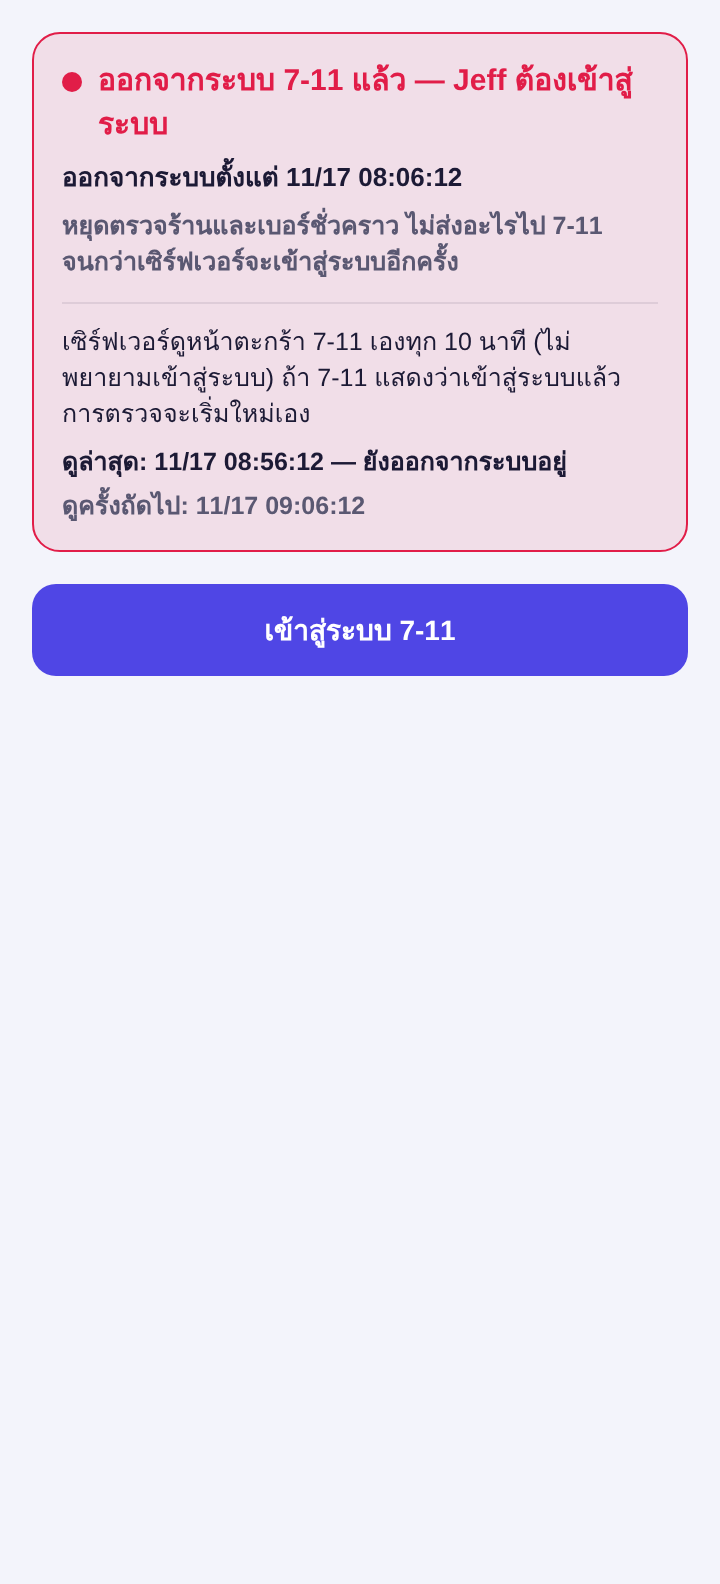 ออกจากระบบ 7-11 แล้ว — Jeff ต้องเข้าสู่
ระบบ
ออกจากระบบตั้งแต่ 11/17 08:06:12
หยุดตรวจร้านและเบอร์ชั่วคราว ไม่ส่งอะไรไป 7-11
จนกว่าเซิร์ฟเวอร์จะเข้าสู่ระบบอีกครั้ง
เซิร์ฟเวอร์ดูหน้าตะกร้า 7-11 เองทุก 10 นาที (ไม่
พยายามเข้าสู่ระบบ) ถ้า 7-11 แสดงว่าเข้าสู่ระบบแล้ว
การตรวจจะเริ่มใหม่เอง
ดูล่าสุด: 11/17 08:56:12 — ยังออกจากระบบอยู่
ดูครั้งถัดไป: 11/17 09:06:12
เข้าสู่ระบบ 7-11